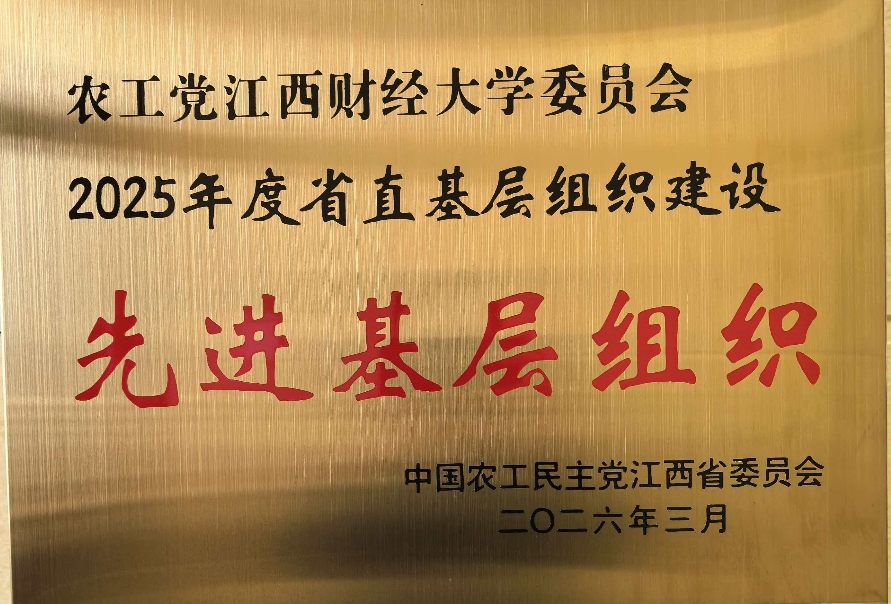 农工党江西财经大学委员会
2025年度省直基层组织建设
先进基层组织
中国农工民主党江西省委员会
二〇二六年三月